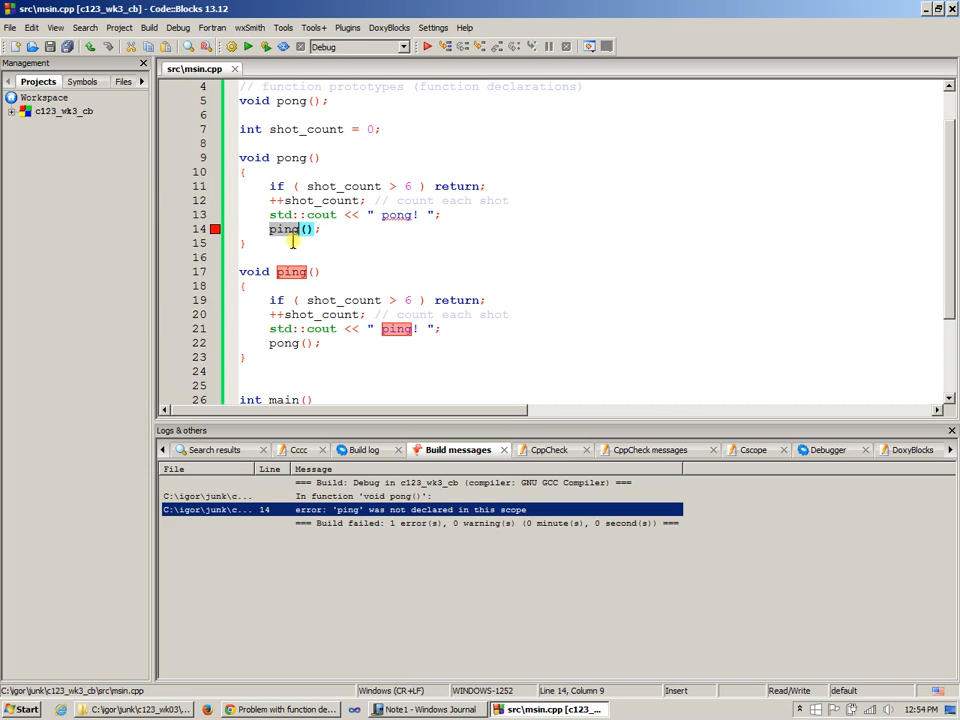 src\msin.cpp [c123_wk3_cb] - Code::Blocks 13.12
File Edit View Search Project Build Debug Fortran wxSmith Tools Tools+ Plugins DoxyBlocks Settings Help
Debug
Management
src\msin.cpp
Projects Symbols Files
Workspace
c123_wk3_cb
4 // function prototypes (function declarations)
5 void pong();
6
7 int shot_count = 0;
8
9 void pong()
10 {
11 if ( shot_count > 6 ) return;
12 ++shot_count; // count each shot
13 std::cout << " pong! ";
14 ping();
15 }
16
17 void ping()
18 {
19 if ( shot_count > 6 ) return;
20 ++shot_count; // count each shot
21 std::cout << " ping! ";
22 pong();
23 }
24
25
26 int main()
Logs & others
Search results Cccc Build log Build messages CppCheck CppCheck messages Cscope Debugger DoxyBlocks
File Line Message
=== Build: Debug in c123_wk3_cb (compiler: GNU GCC Compiler) ===
C:\igor\junk\c... In function 'void pong()':
C:\igor\junk\c... 14 error: 'ping' was not declared in this scope
=== Build failed: 1 error(s), 0 warning(s) (0 minute(s), 0 second(s)) ===
C:\igor\junk\c123_wk3_cb\src\msin.cpp Windows (CR+LF) WINDOWS-1252 Line 14, Column 9 Insert Read/Write default
Start C:\igor\junk\c123_wk03\... Problem with function de... Note1 - Windows Journal src\msin.cpp [c123_... 12:54 PM